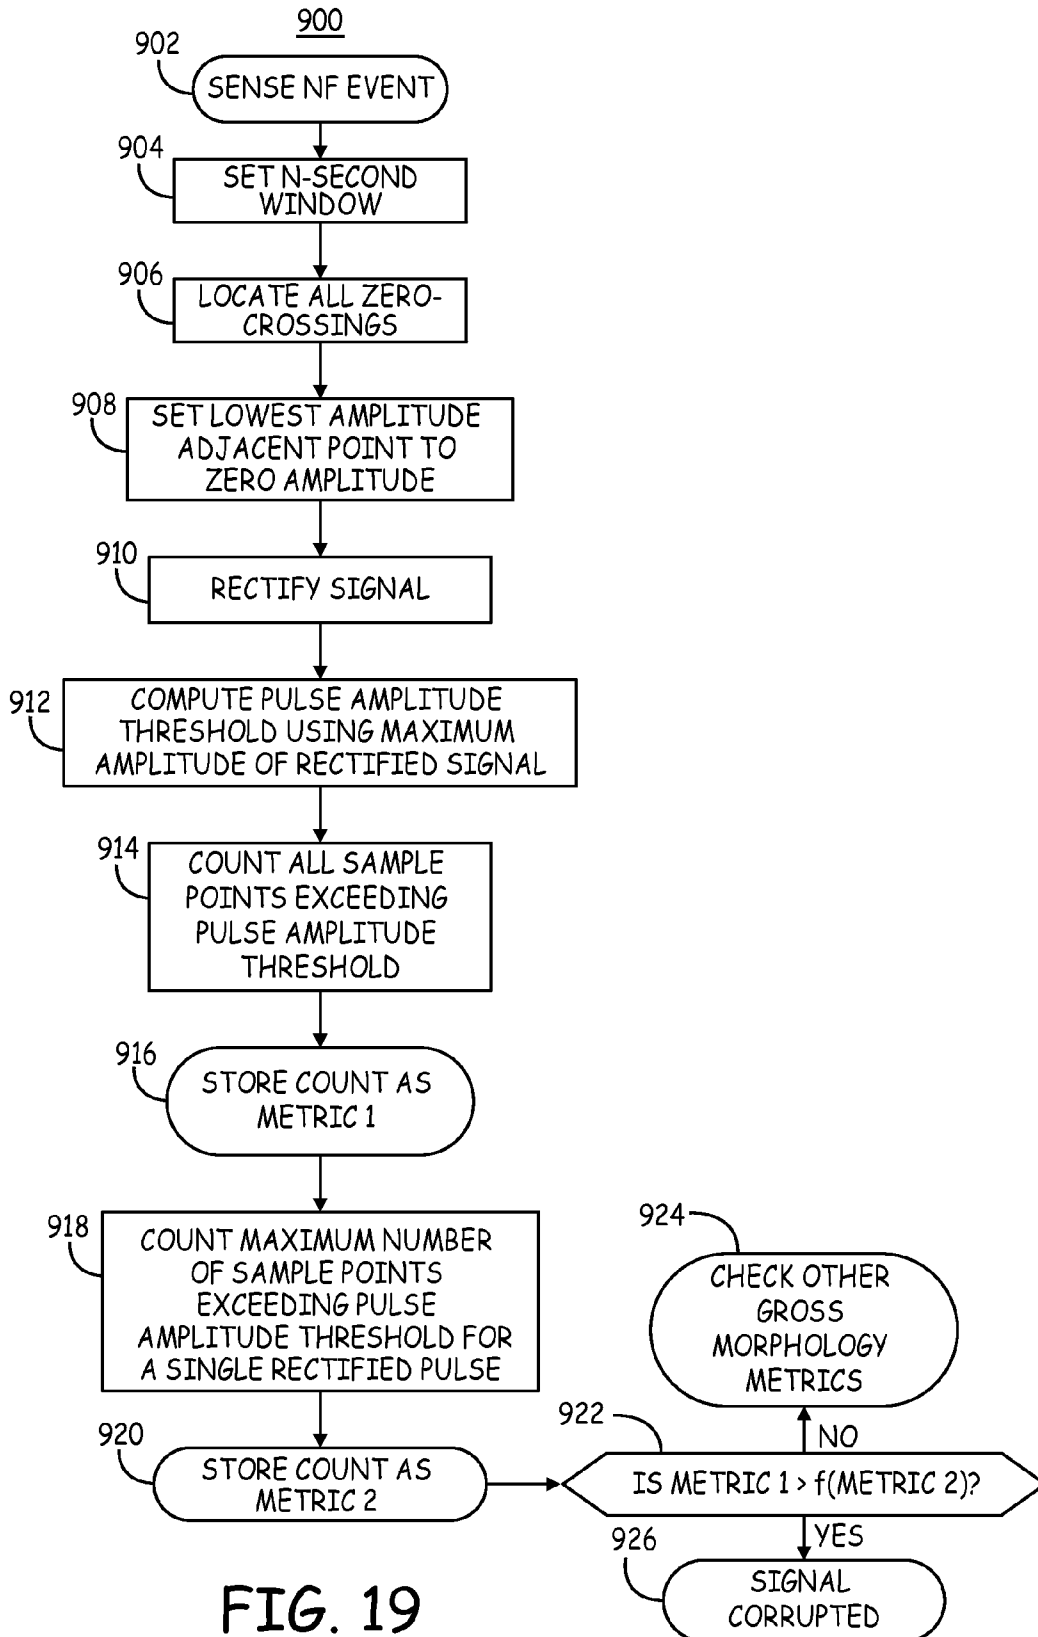 900
902
SENSE NF EVENT
904
SET N-SECOND
WINDOW
906
LOCATE ALL ZERO-
CROSSINGS
908
SET LOWEST AMPLITUDE
ADJACENT POINT TO
ZERO AMPLITUDE
910
RECTIFY SIGNAL
912
COMPUTE PULSE AMPLITUDE
THRESHOLD USING MAXIMUM
AMPLITUDE OF RECTIFIED SIGNAL
914
COUNT ALL SAMPLE
POINTS EXCEEDING
PULSE AMPLITUDE
THRESHOLD
916
STORE COUNT AS
METRIC 1
918
COUNT MAXIMUM NUMBER
OF SAMPLE POINTS
EXCEEDING PULSE
AMPLITUDE THRESHOLD FOR
A SINGLE RECTIFIED PULSE
920
STORE COUNT AS
METRIC 2
922
IS METRIC 1 > f(METRIC 2)?
NO
924
CHECK OTHER
GROSS
MORPHOLOGY
METRICS
YES
926
SIGNAL
CORRUPTED
FIG. 19